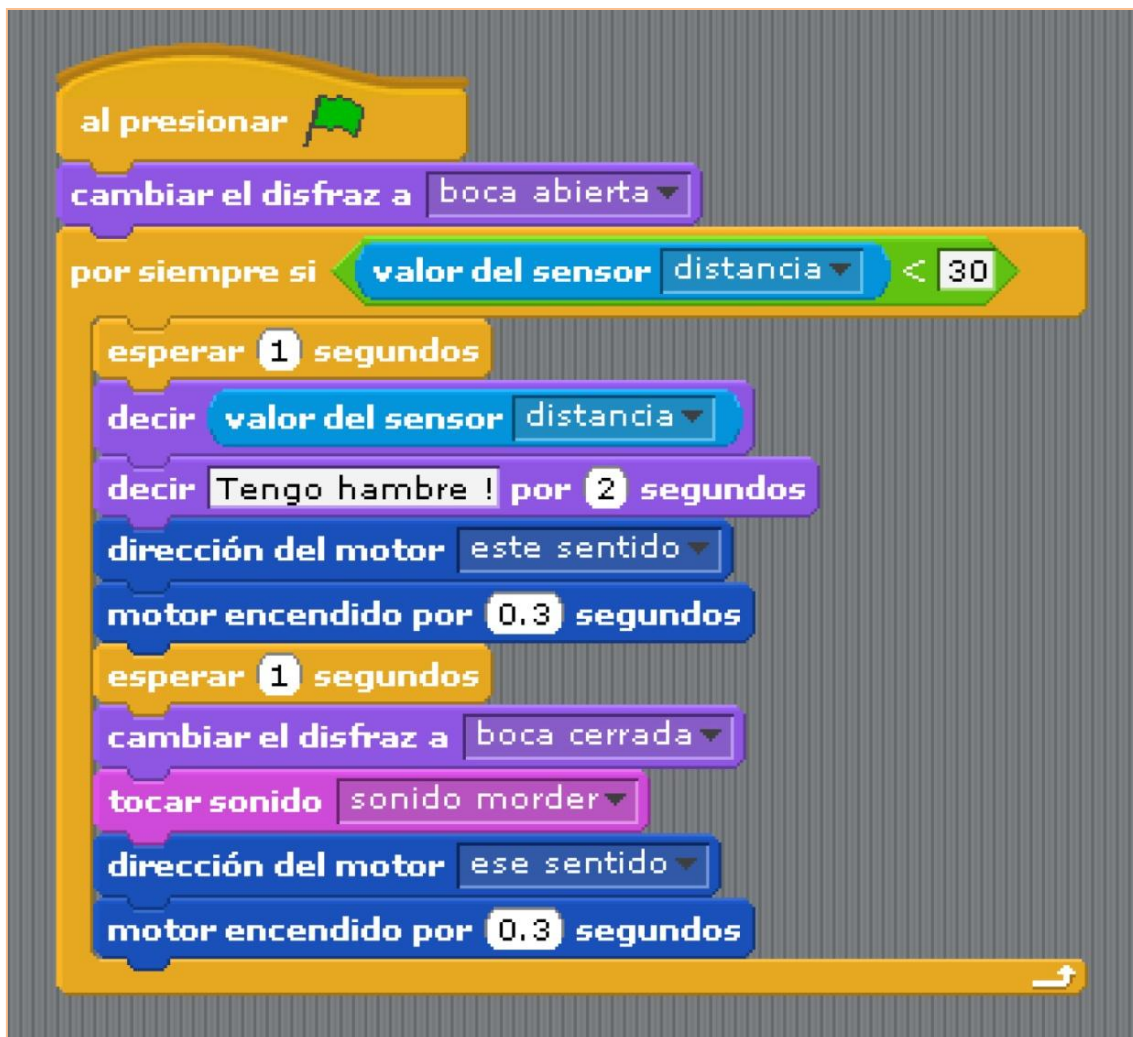 al presionar
cambiar el disfraz a boca abierta
por siempre si valor del sensor distancia < 30
esperar 1 segundos
decir valor del sensor distancia
decir Tengo hambre ! por 2 segundos
dirección del motor este sentido
motor encendido por 0.3 segundos
esperar 1 segundos
cambiar el disfraz a boca cerrada
tocar sonido sonido morder
dirección del motor ese sentido
motor encendido por 0.3 segundos